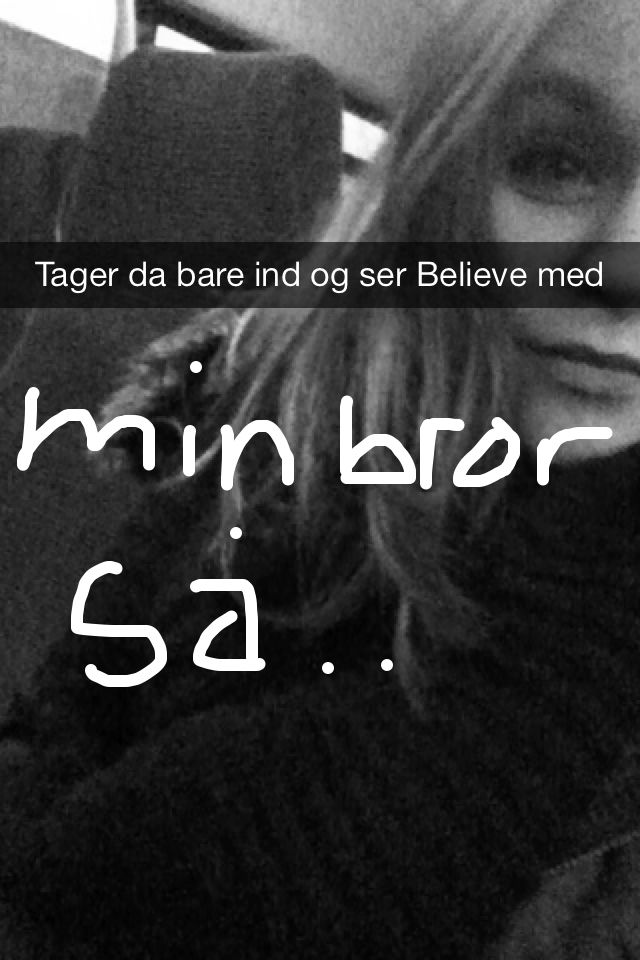 Tager da bare ind og ser Believe med
min bror
så . .